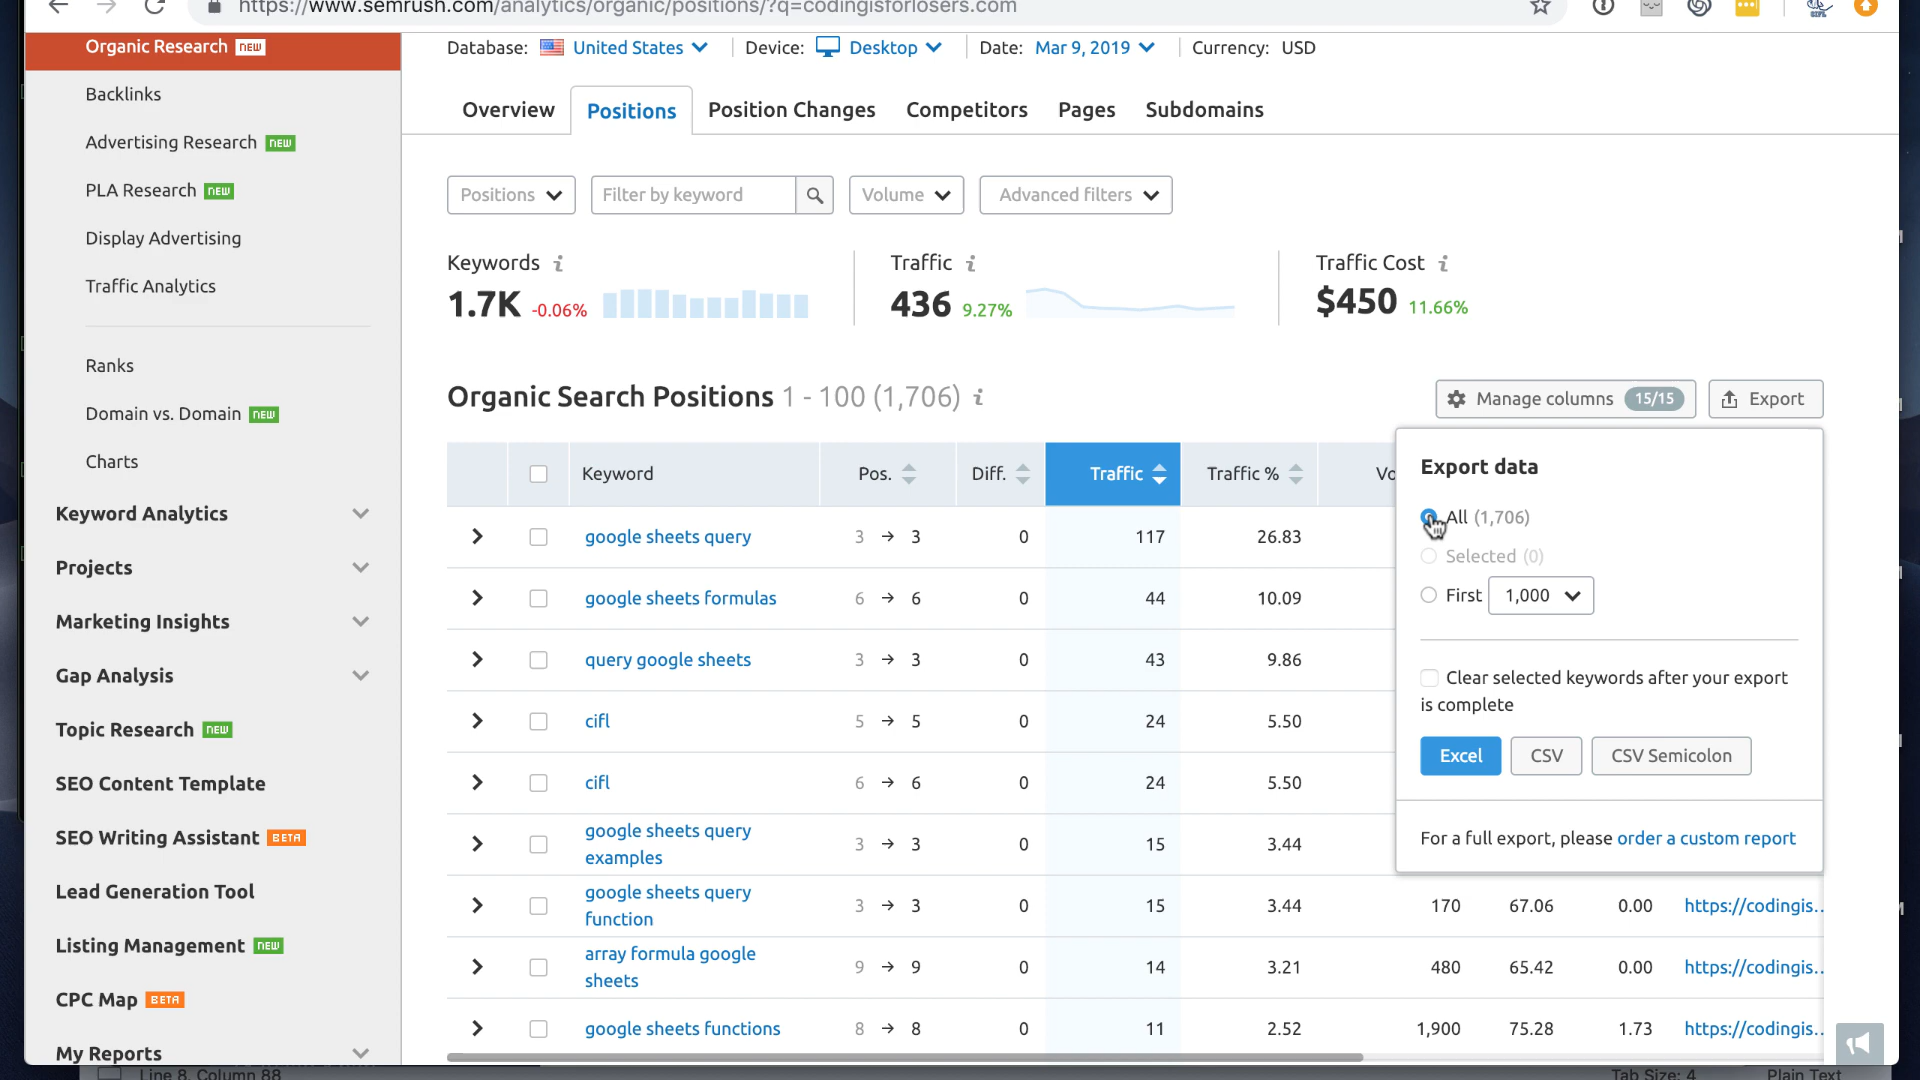 https://www.semrush.com/analytics/organic/positions/?q=codingisforlosers.com
Organic Research new
Database: United States Device: Desktop Date: Mar 9, 2019 Currency: USD
Backlinks
Advertising Research new
PLA Research new
Display Advertising
Traffic Analytics
Ranks
Domain vs. Domain new
Charts
Keyword Analytics
Projects
Marketing Insights
Gap Analysis
Topic Research new
SEO Content Template
SEO Writing Assistant BETA
Lead Generation Tool
Listing Management new
CPC Map BETA
My Reports
Overview Positions Position Changes Competitors Pages Subdomains
Positions Filter by keyword Volume Advanced filters
Keywords i Traffic i Traffic Cost i
1.7K -0.06% 436 9.27% $450 11.66%
Organic Search Positions 1 - 100 (1,706) i Manage columns 15/15 Export
Keyword Pos. Diff. Traffic Traffic % Vo
google sheets query 3 → 3 0 117 26.83
google sheets formulas 6 → 6 0 44 10.09
query google sheets 3 → 3 0 43 9.86
cifl 5 → 5 0 24 5.50
cifl 6 → 6 0 24 5.50
google sheets query
examples 3 → 3 0 15 3.44
google sheets query
function 3 → 3 0 15 3.44 170 67.06 0.00 https://codingis..
array formula google
sheets 9 → 9 0 14 3.21 480 65.42 0.00 https://codingis..
google sheets functions 8 → 8 0 11 2.52 1,900 75.28 1.73 https://codingis..
Export data
All (1,706)
Selected (0)
First 1,000
Clear selected keywords after your export
is complete
Excel CSV CSV Semicolon
For a full export, please order a custom report
Line 8, Column 88 Tab Size: 4 Plain Text